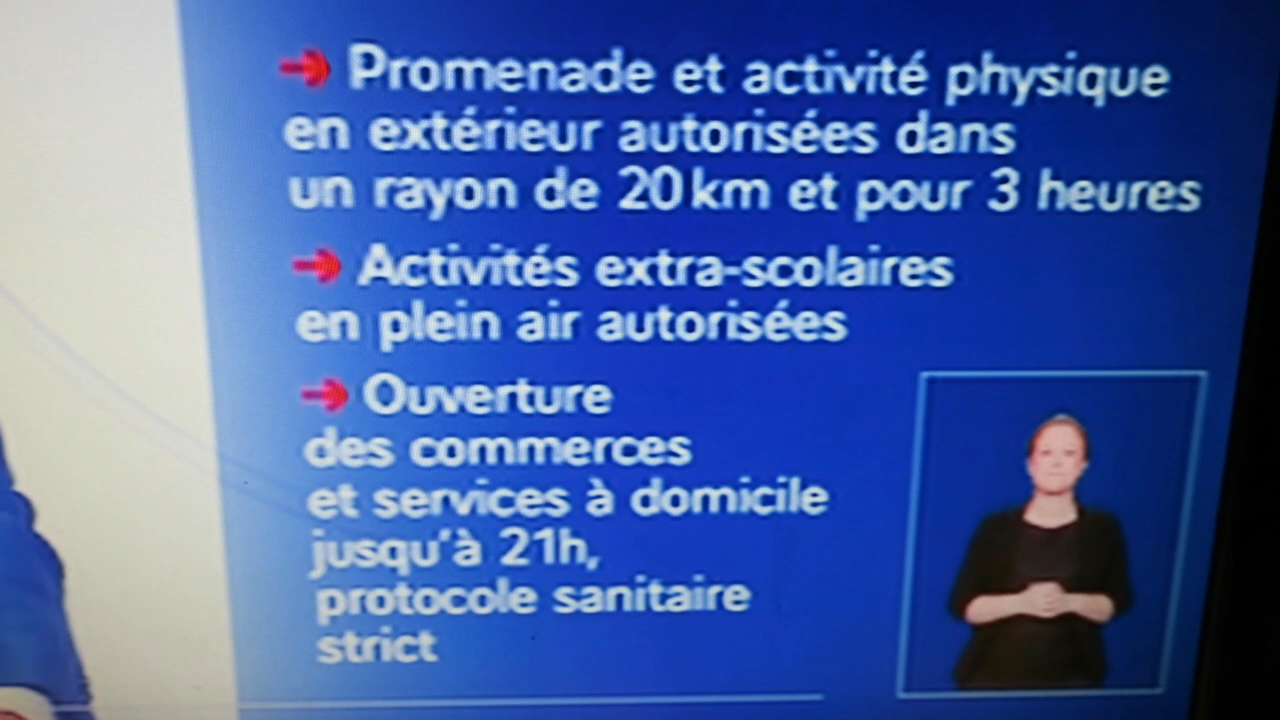 → Promenade et activité physique
en extérieur autorisées dans
un rayon de 20 km et pour 3 heures
→ Activités extra-scolaires
en plein air autorisées
→ Ouverture
des commerces
et services à domicile
jusqu'à 21h,
protocole sanitaire
strict